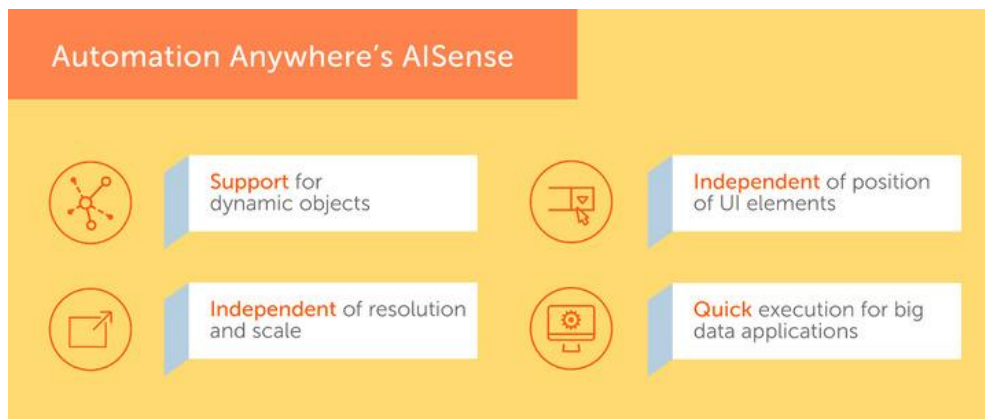 Automation Anywhere's AISense
Support for
dynamic objects
Independent of position
of UI elements
Independent of resolution
and scale
Quick execution for big
data applications